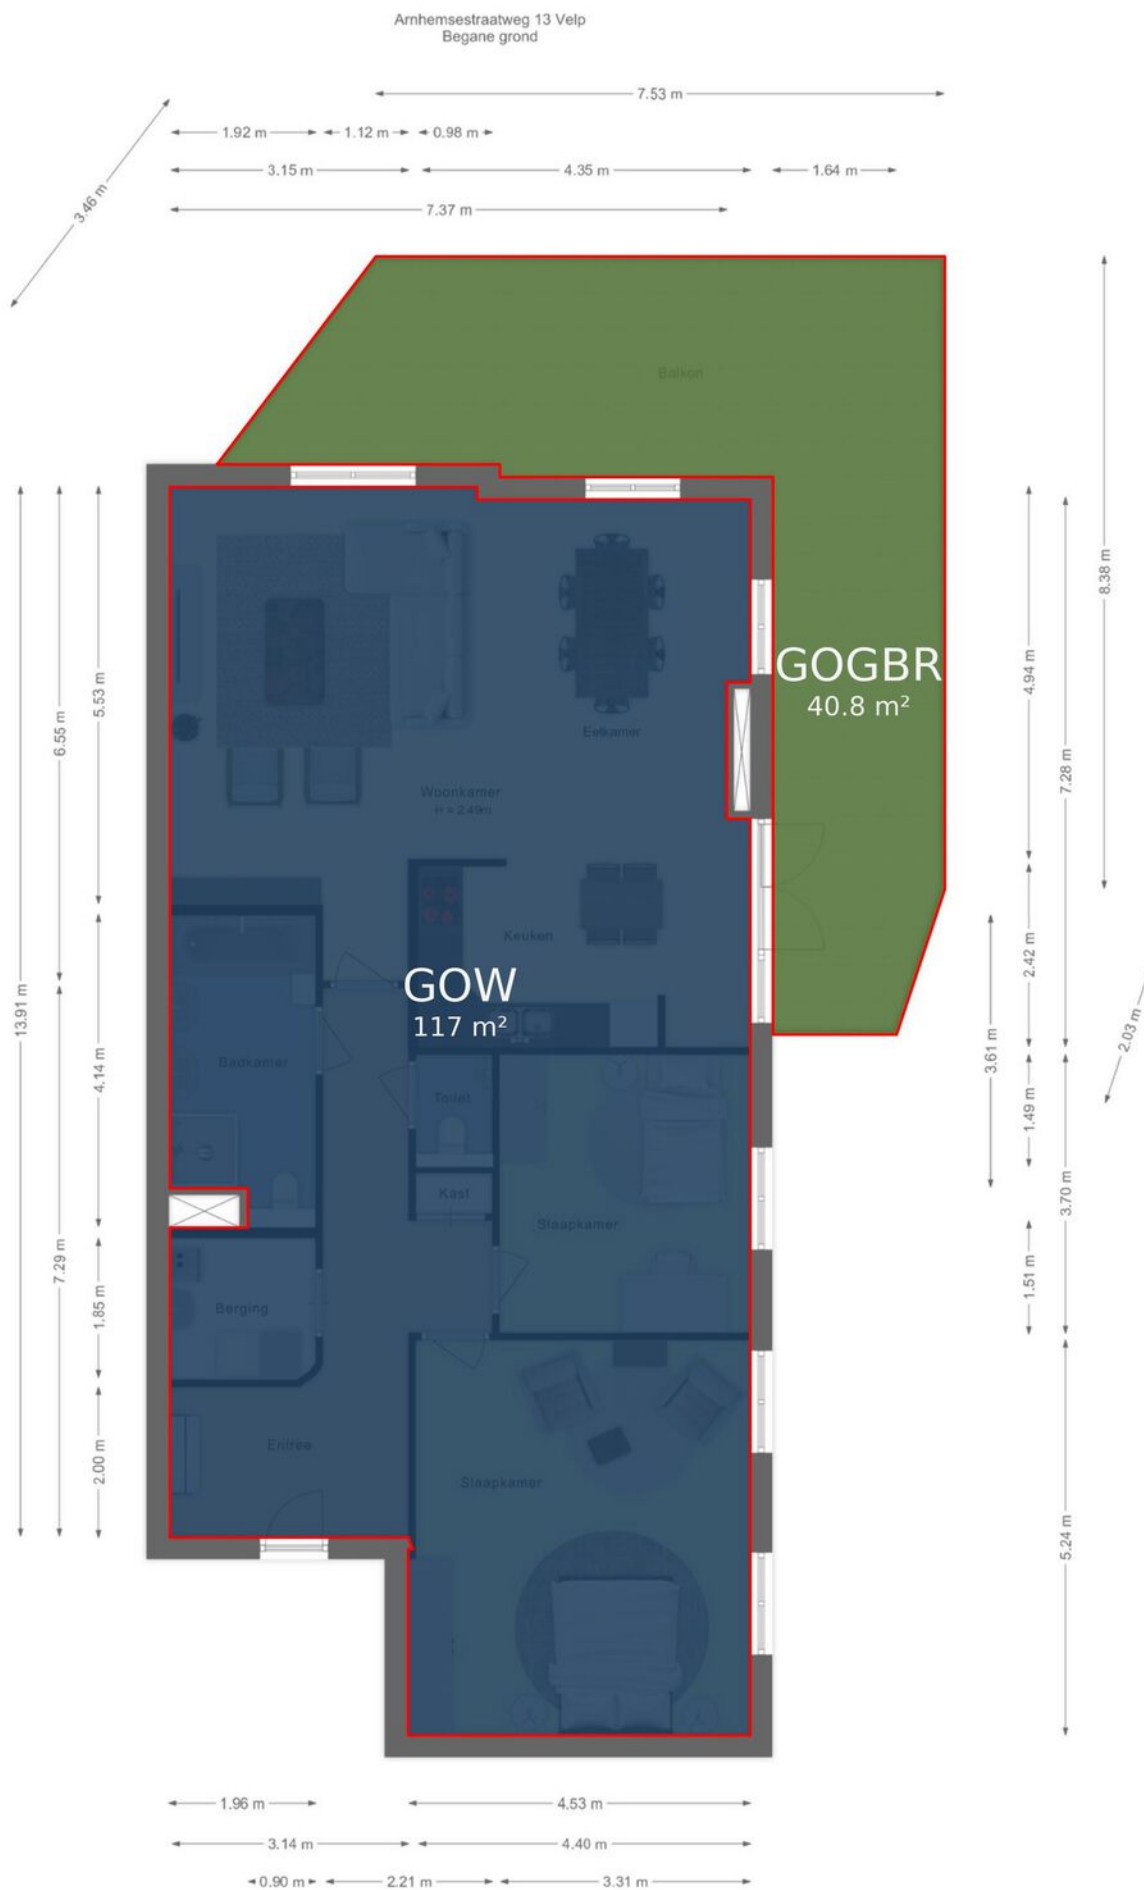 Arnhemsestraatweg 13 Velp
Begane grond
7.53 m
1.92 m
1.12 m
0.98 m
3.15 m
4.35 m
1.64 m
7.37 m
3.46 m
Balkon
8.38 m
4.94 m
7.28 m
5.53 m
6.55 m
13.91 m
GOGBR
40.8 m²
Eetkamer
Woonkamer
H = 2.49m
Keuken
GOW
117 m²
2.42 m
2.03 m
3.61 m
4.14 m
Badkamer
Toilet
1.49 m
3.70 m
Kast
Slaapkamer
7.29 m
1.51 m
1.85 m
Berging
Entree
2.00 m
Slaapkamer
5.24 m
1.96 m
4.53 m
3.14 m
4.40 m
0.90 m
2.21 m
3.31 m